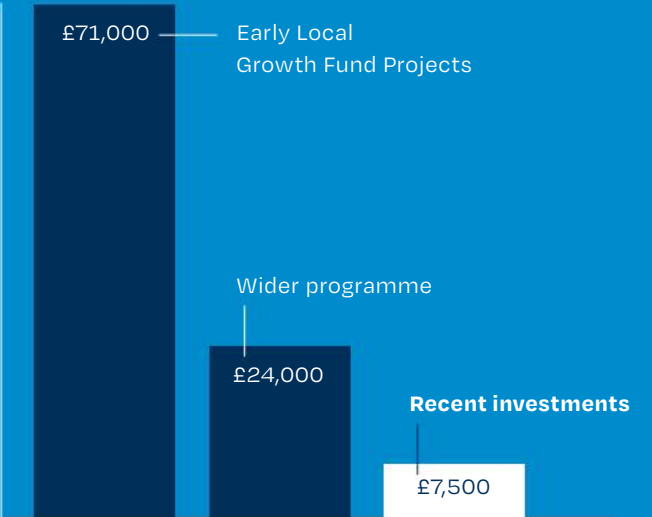 £71,000
Early Local
Growth Fund Projects
Wider programme
£24,000
Recent investments
£7,500